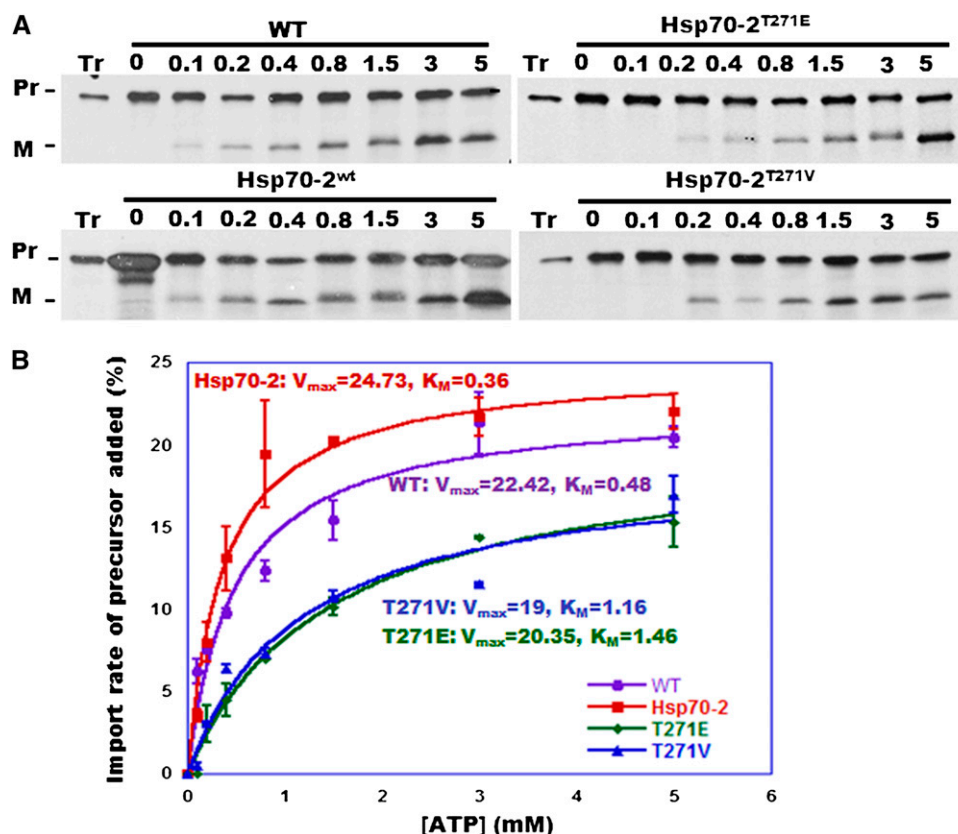 A
WT
Hsp70-2T271E
Tr 0 0.1 0.2 0.4 0.8 1.5 3 5
Tr 0 0.1 0.2 0.4 0.8 1.5 3 5
Pr
M
Hsp70-2wt
Hsp70-2T271V
Tr 0 0.1 0.2 0.4 0.8 1.5 3 5
Tr 0 0.1 0.2 0.4 0.8 1.5 3 5
Pr
M
B
Import rate of precursor added (%)
25
20
15
10
5
0
Hsp70-2: Vmax=24.73, KM=0.36
WT: Vmax=22.42, KM=0.48
T271V: Vmax=19, KM=1.16
T271E: Vmax=20.35, KM=1.46
WT
Hsp70-2
T271E
T271V
0 1 2 3 4 5 6
[ATP] (mM)